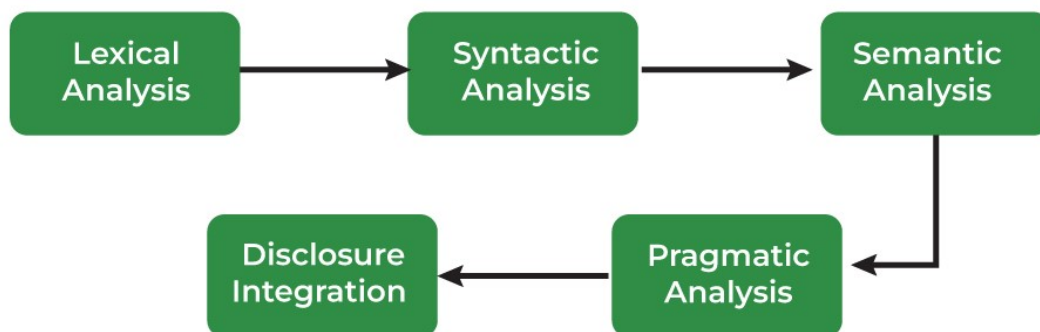 Lexical
Analysis
Syntactic
Analysis
Semantic
Analysis
Pragmatic
Analysis
Disclosure
Integration